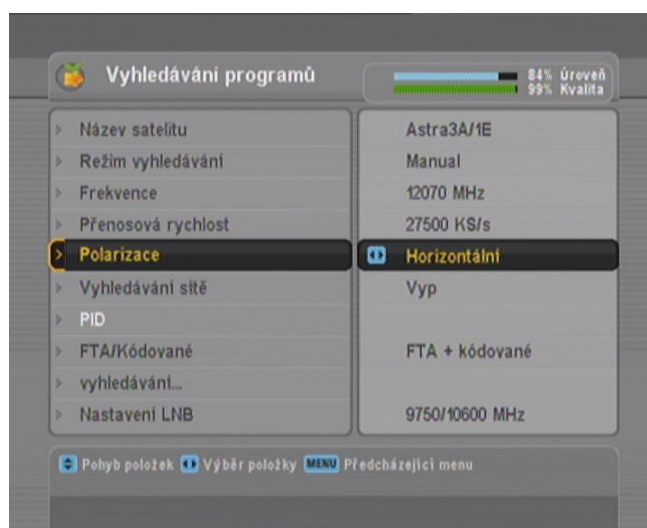 Vyhledávání programů
84% Úroveň
99% Kvalita
Název satelitu Astra3A/1E
Režim vyhledávání Manual
Frekvence 12070 MHz
Přenosová rychlost 27500 KS/s
Polarizace Horizontální
Vyhledávání sítě Vyp
PID
FTA/Kódované FTA + kódované
vyhledávání...
Nastavení LNB 9750/10600 MHz
Pohyb položek Výběr položky MENU Předcházející menu